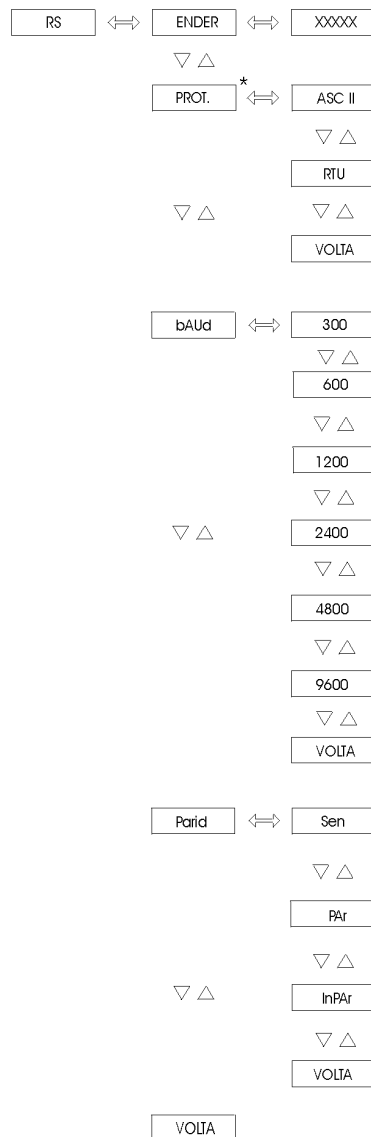 RS ENDER XXXXX
PROT. * ASC II
RTU
VOLTA
bAUd 300
600
1200
2400
4800
9600
VOLTA
Parid Sen
PAr
InPAr
VOLTA
VOLTA